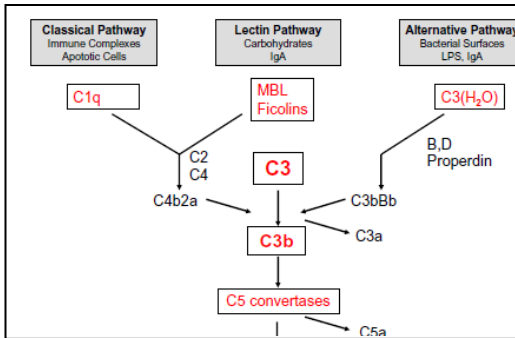 Classical Pathway
Immune Complexes
Apototic Cells
Lectin Pathway
Carbohydrates
IgA
Alternative Pathway
Bacterial Surfaces
LPS, IgA
C1q
MBL
Ficolins
C3(H₂O)
C2
C4
C3
B,D
Properdin
C4b2a
C3bBb
C3b
C3a
C5 convertases
C5a